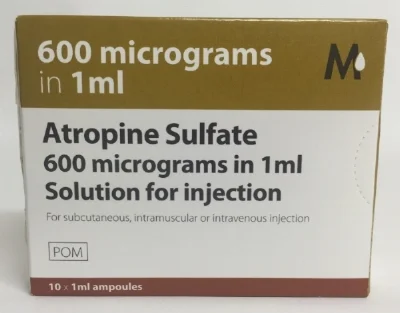 600 micrograms
in 1ml
M
Atropine Sulfate
600 micrograms in 1ml
Solution for injection
For subcutaneous, intramuscular or intravenous injection
POM
10 x 1ml ampoules